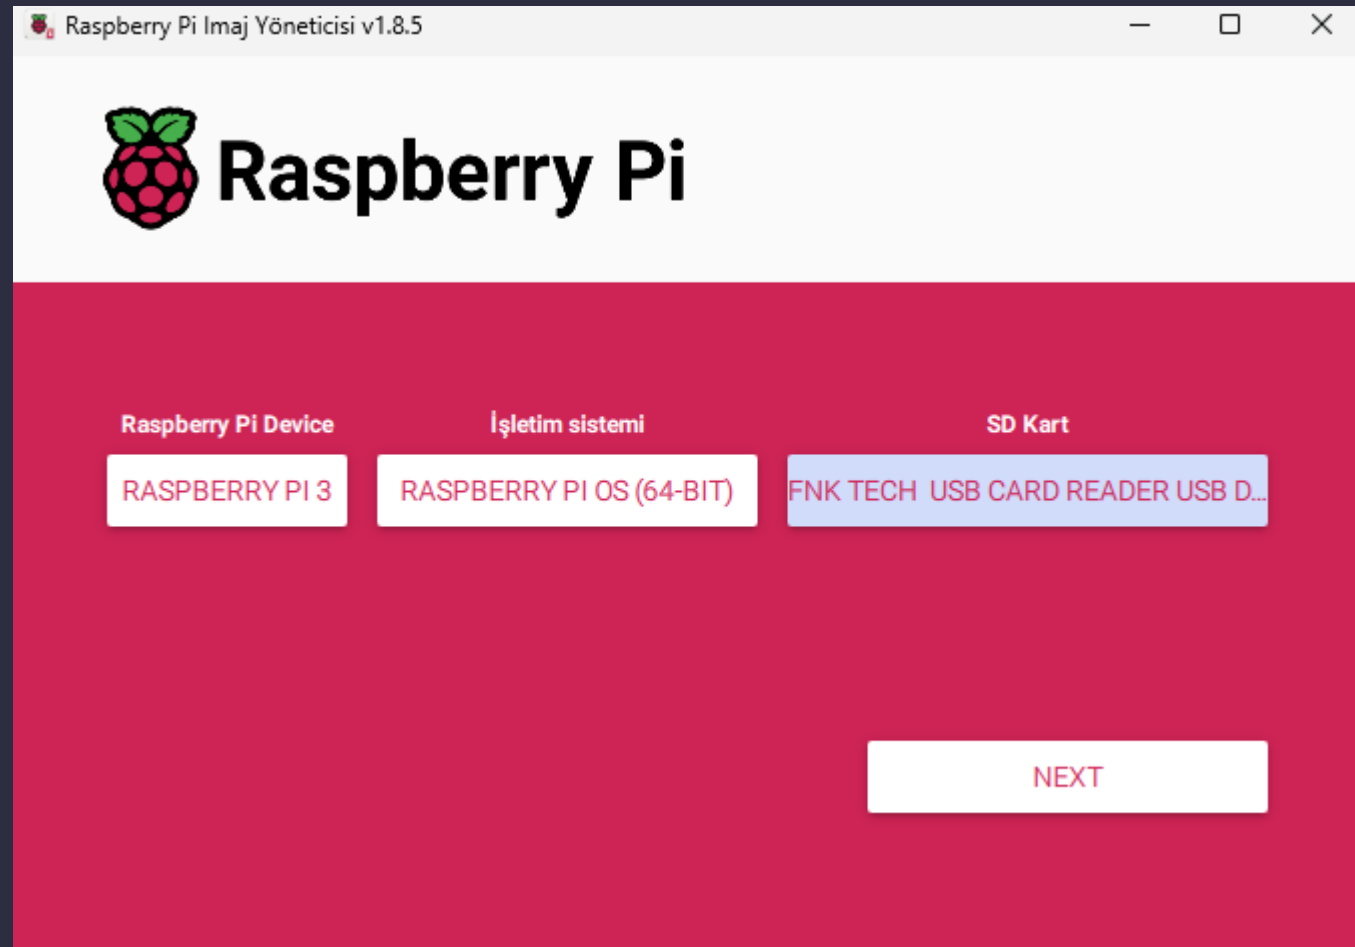 Raspberry Pi Imaj Yöneticisi v1.8.5
Raspberry Pi
Raspberry Pi Device
İşletim sistemi
SD Kart
RASPBERRY PI 3
RASPBERRY PI OS (64-BIT)
FNK TECH  USB CARD READER USB D...
NEXT